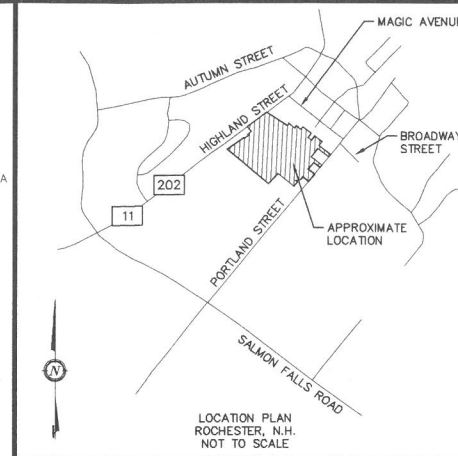 MAGIC AVENUE
AUTUMN STREET
HIGHLAND STREET
BROADWAY
STREET
A
202
11
APPROXIMATE
LOCATION
PORTLAND STREET
N
SALMON FALLS ROAD
LOCATION PLAN
ROCHESTER, N.H.
NOT TO SCALE